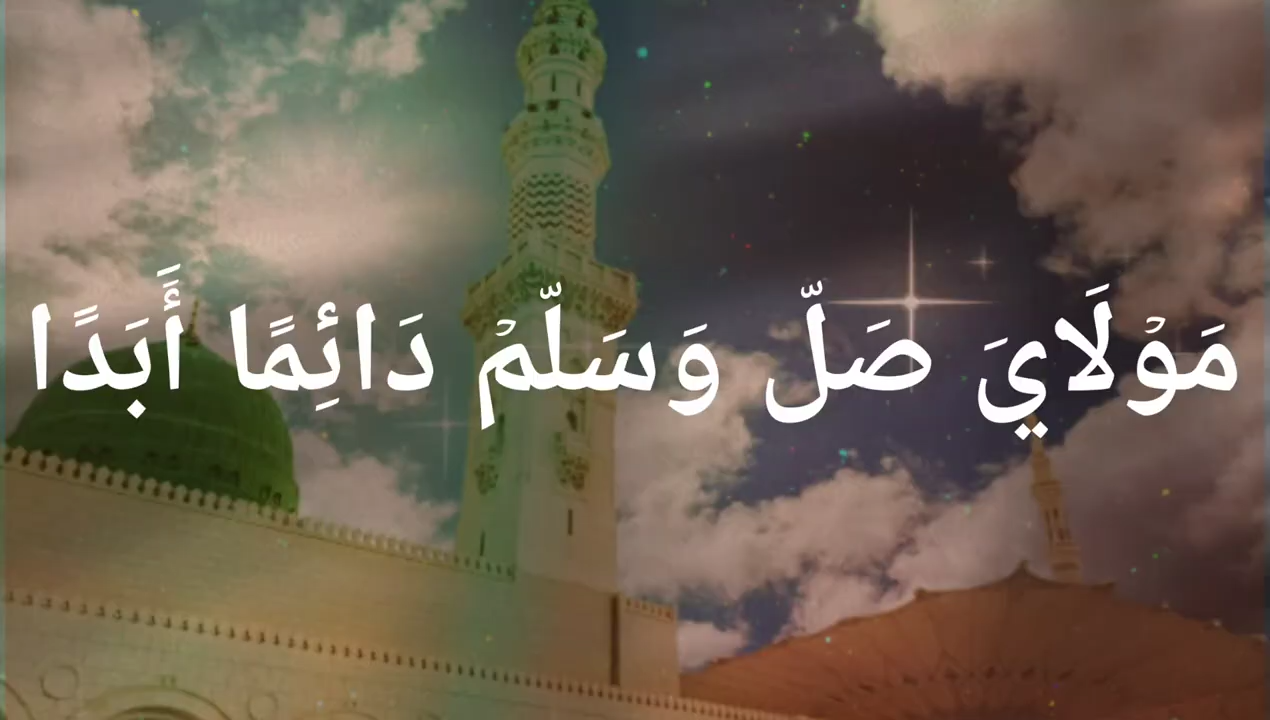 مَوْلَايَ صَلّ وَسَلّمْ دَائِمًا أَبَدًا